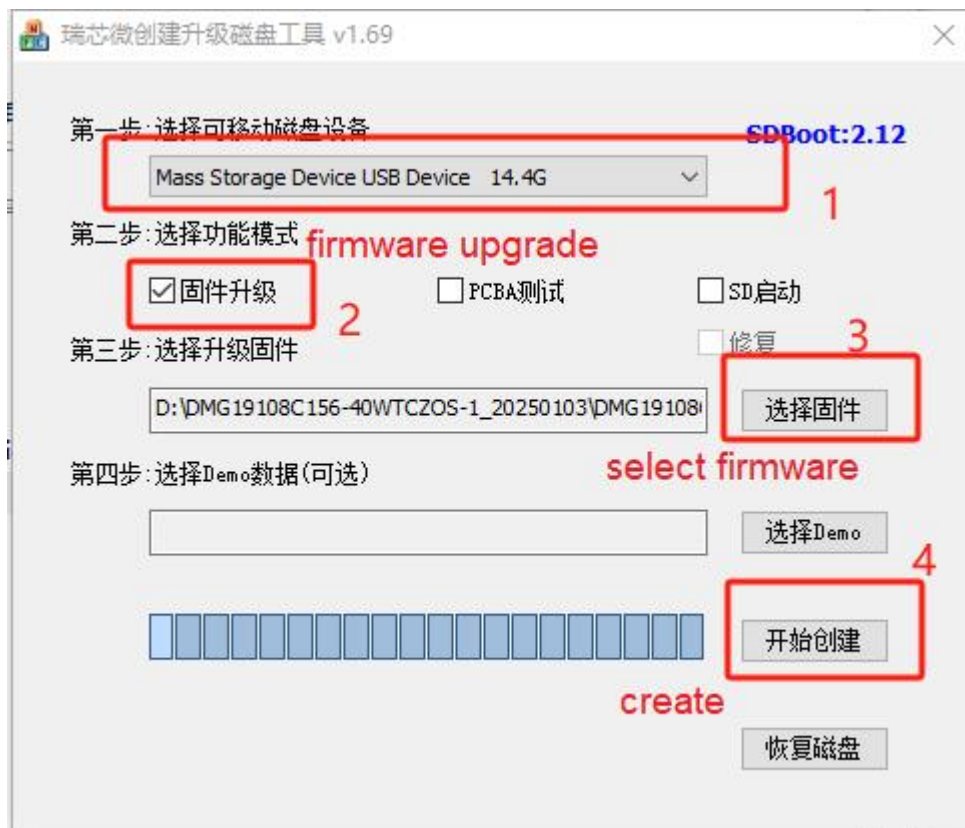 瑞芯微创建升级磁盘工具 v1.69
第一步:选择可移动磁盘设备
SDBoot:2.12
Mass Storage Device USB Device 14.4G
1
第二步:选择功能模式
firmware upgrade
固件升级
PCBA测试
SD启动
2
第三步:选择升级固件
修复
3
D:\DMG19108C156-40WTCZOS-1_20250103\DMG19108
选择固件
第四步:选择Demo数据(可选)
select firmware
选择Demo
4
开始创建
create
恢复磁盘